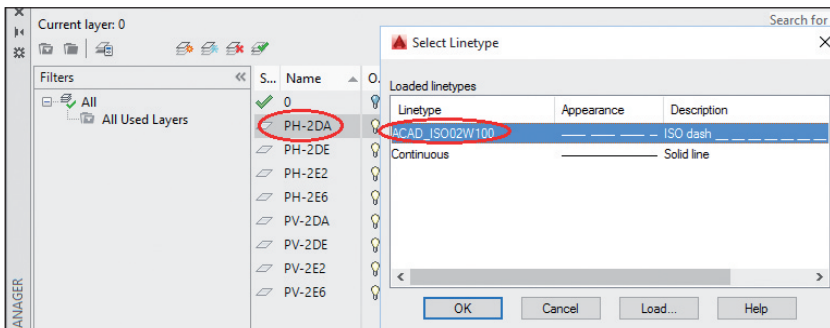 Current layer: 0
Search for
Filters
All
All Used Layers
S... Name O.
0
PH-2DA
PH-2DE
PH-2E2
PH-2E6
PV-2DA
PV-2DE
PV-2E2
PV-2E6
ANAGER
Select Linetype
Loaded linetypes
Linetype Appearance Description
ACAD_ISO02W100 ISO dash
Continuous Solid line
OK Cancel Load... Help